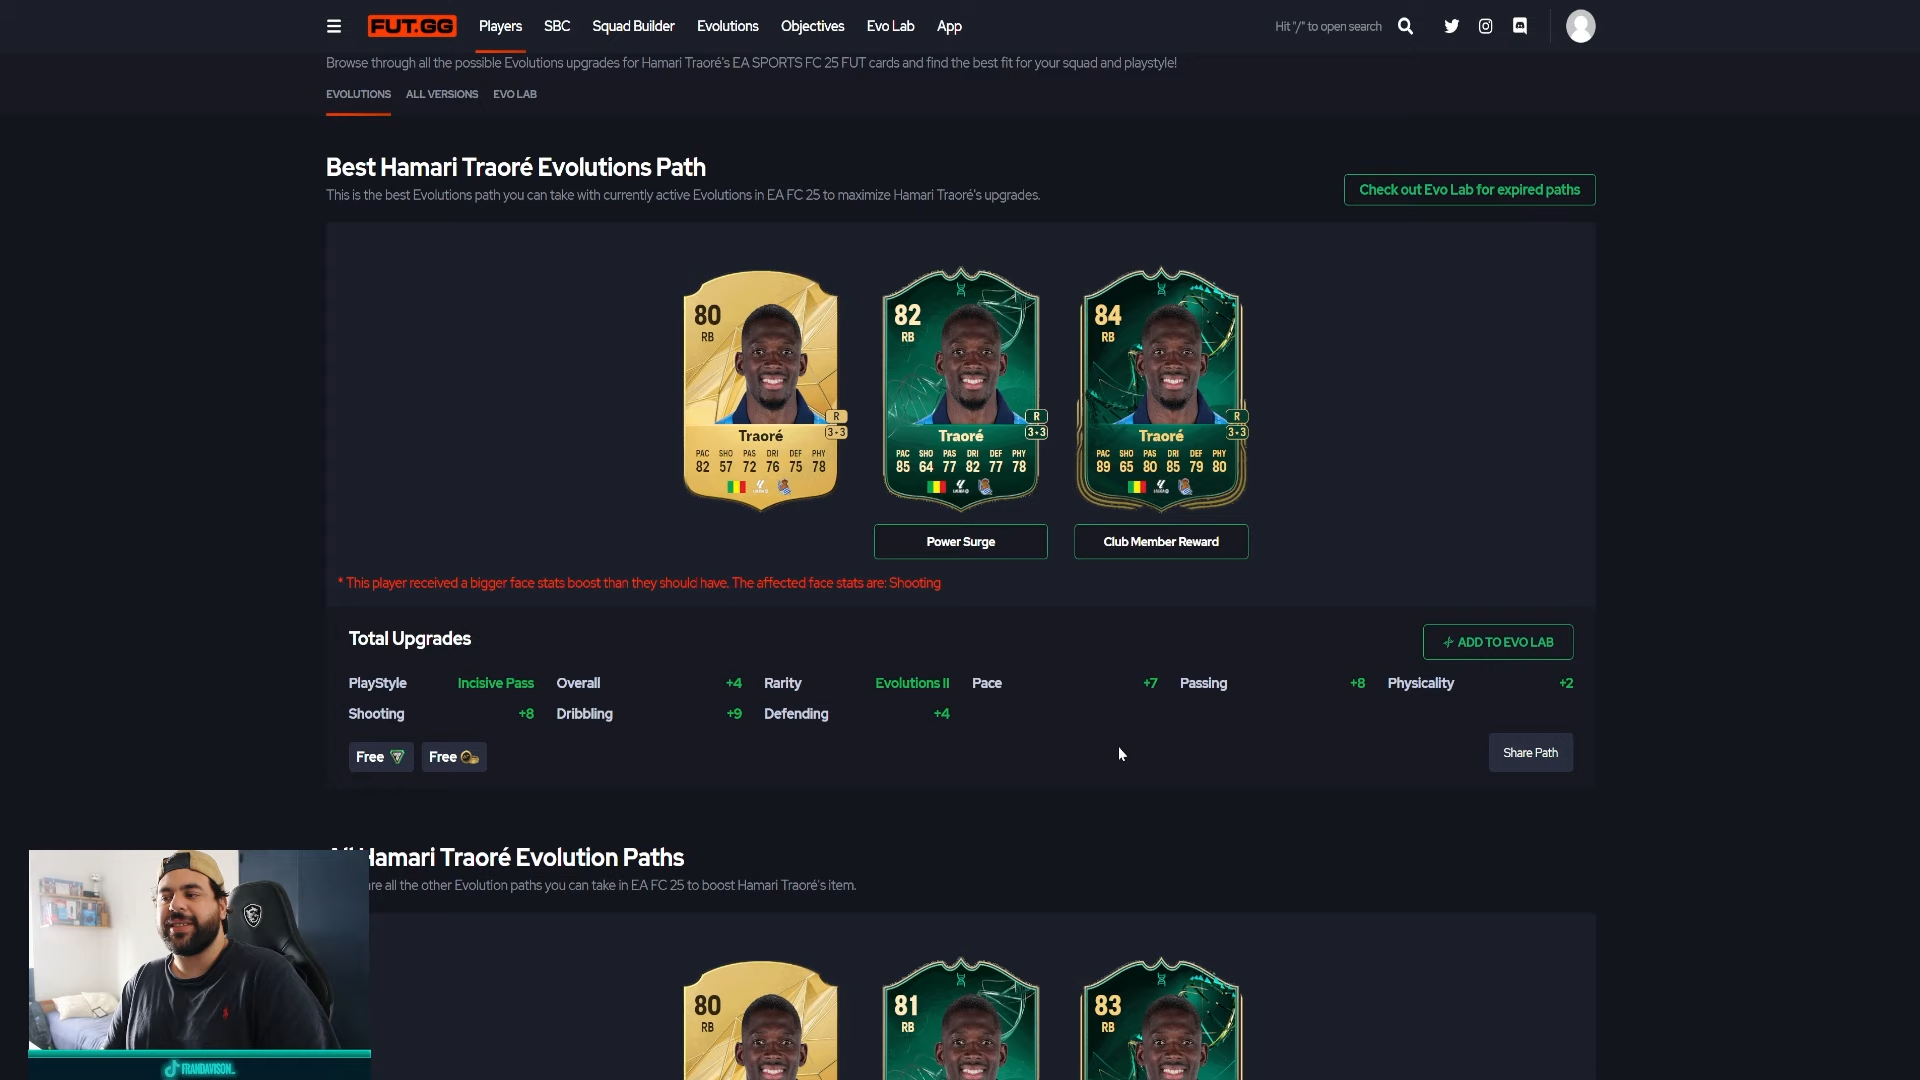 FUT.GG Players SBC Squad Builder Evolutions Objectives Evo Lab App Hit "/" to open search
Browse through all the possible Evolutions upgrades for Hamari Traoré's EA SPORTS FC 25 FUT cards and find the best fit for your squad and playstyle!
EVOLUTIONS ALL VERSIONS EVO LAB
Best Hamari Traoré Evolutions Path
This is the best Evolutions path you can take with currently active Evolutions in EA FC 25 to maximize Hamari Traoré's upgrades.
Check out Evo Lab for expired paths
80 82 84
RB RB RB
R R R
3 3 3 3 3 3
Traoré Traoré Traoré
PAC SHO PAS DRI DEF PHY PAC SHO PAS DRI DEF PHY PAC SHO PAS DRI DEF PHY
82 57 72 76 75 78 85 64 77 82 77 78 89 65 80 85 79 80
Power Surge Club Member Reward
* This player received a bigger face stats boost than they should have. The affected face stats are: Shooting
Total Upgrades
+ ADD TO EVO LAB
PlayStyle Incisive Pass Overall +4 Rarity Evolutions II Pace +7 Passing +8 Physicality +2
Shooting +8 Dribbling +9 Defending +4
Free Free
Share Path
Hamari Traoré Evolution Paths
re all the other Evolution paths you can take in EA FC 25 to boost Hamari Traoré's item.
80 81 83
RB RB RB
FRANDAVISON_